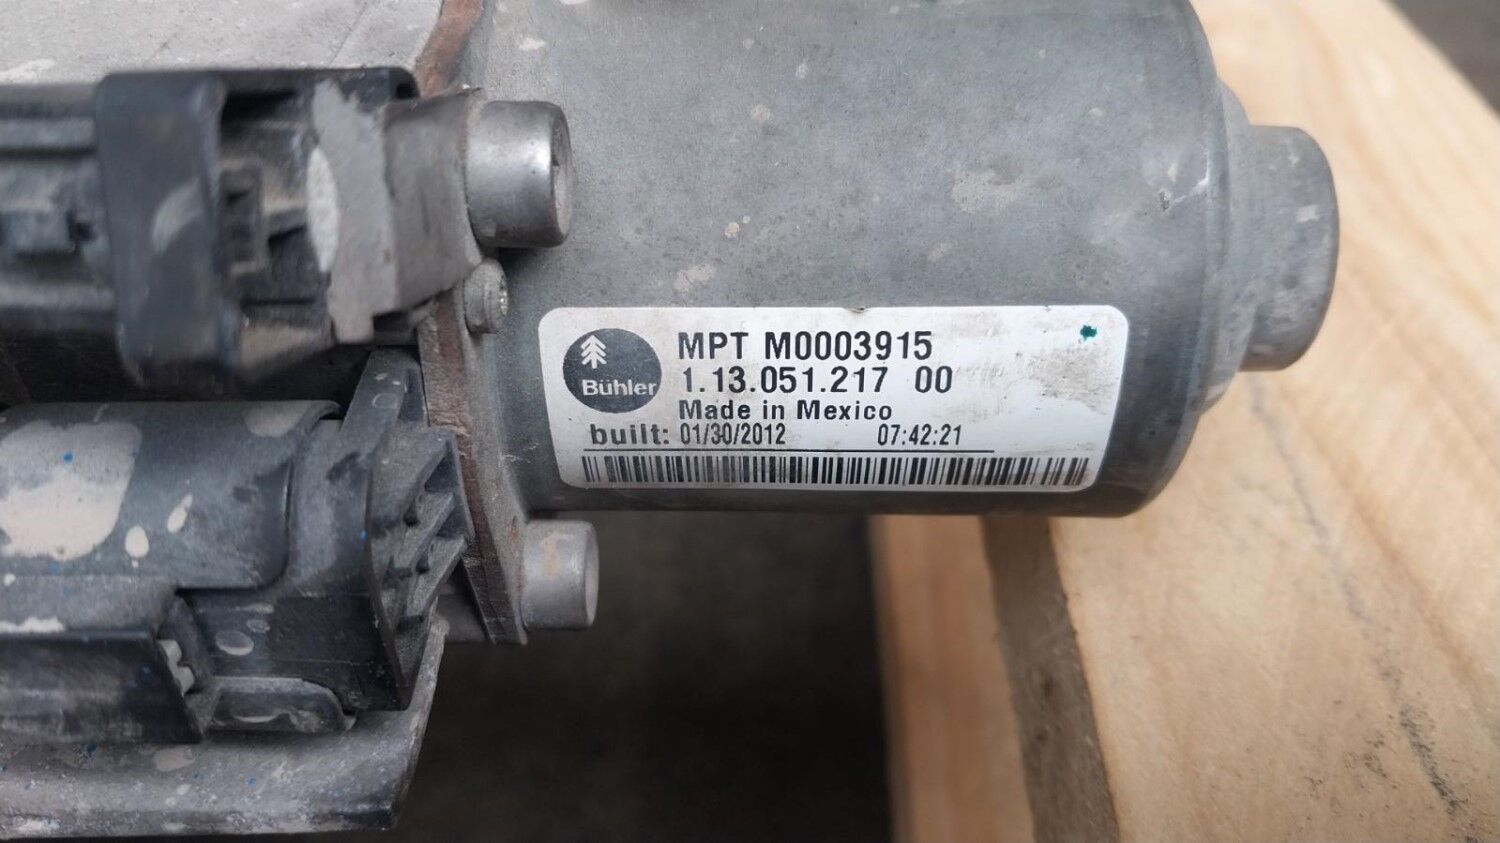 Bühler
MPT M0003915
1.13.051.217 00
Made in Mexico
built: 01/30/2012 07:42:21